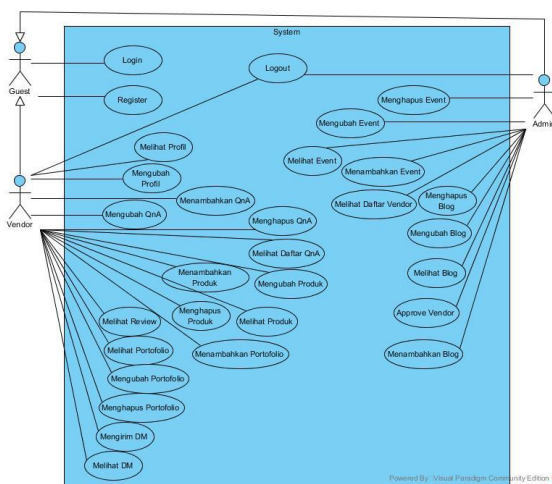 System
Login
Logout
Guest
Register
Menghapus Event
Admin
Mengubah Event
Melihat Profil
Melihat Event
Mengubah
Profil
Menambahkan Event
Vendor
Menambahkan QnA
Melihat Daftar Vendor
Menghapus
Blog
Mengubah QnA
Menghapus QnA
Mengubah Blog
Melihat Daftar QnA
Menambahkan
Produk
Mengubah Produk
Melihat Blog
Menghapus
Produk
Melihat Review
Melihat Produk
Approve Vendor
Melihat Portofolio
Menambahkan Portofolio
Menambahkan Blog
Mengubah Portofolio
Menghapus Portofolio
Mengirim DM
Melihat DM
Powered By Visual Paradigm Community Edition